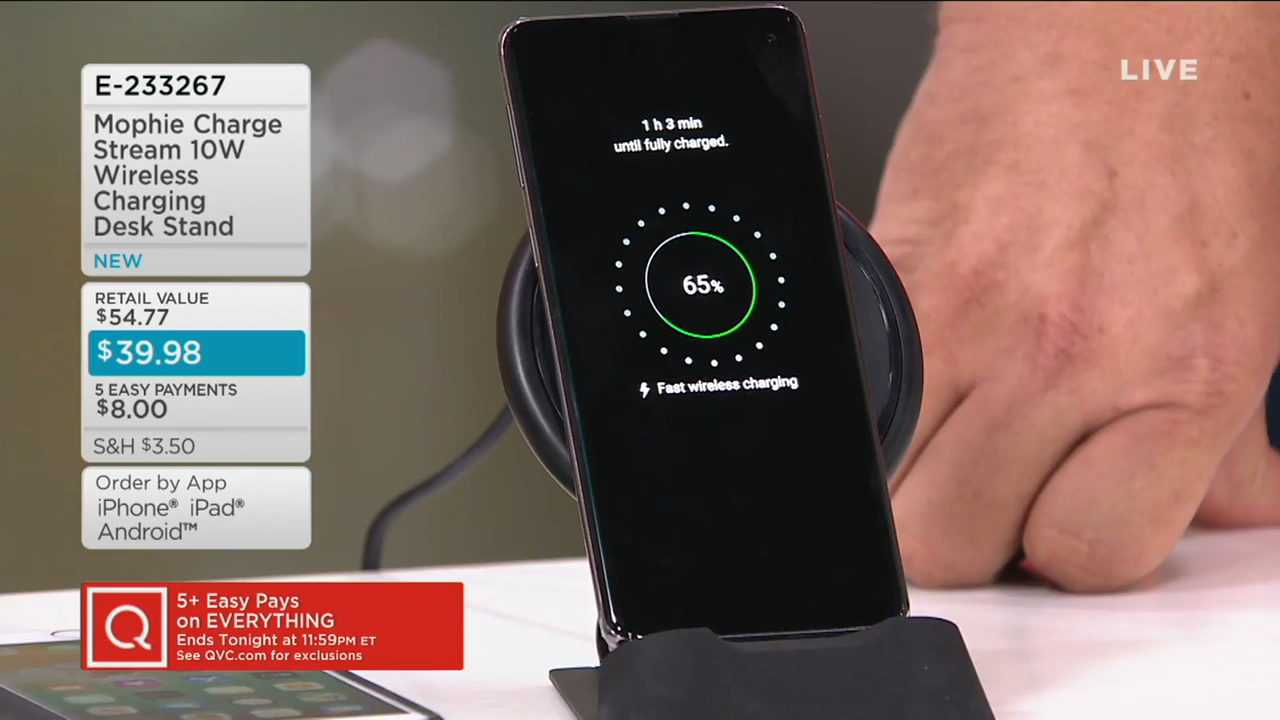 E-233267
Mophie Charge
Stream 10W
Wireless
Charging
Desk Stand
NEW
RETAIL VALUE
$54.77
$39.98
5 EASY PAYMENTS
$8.00
S&H $3.50
Order by App
iPhone® iPad®
Android™
Q
5+ Easy Pays
on EVERYTHING
Ends Tonight at 11:59PM ET
See QVC.com for exclusions
1 h 3 min
until fully charged.
65%
Fast wireless charging
LIVE